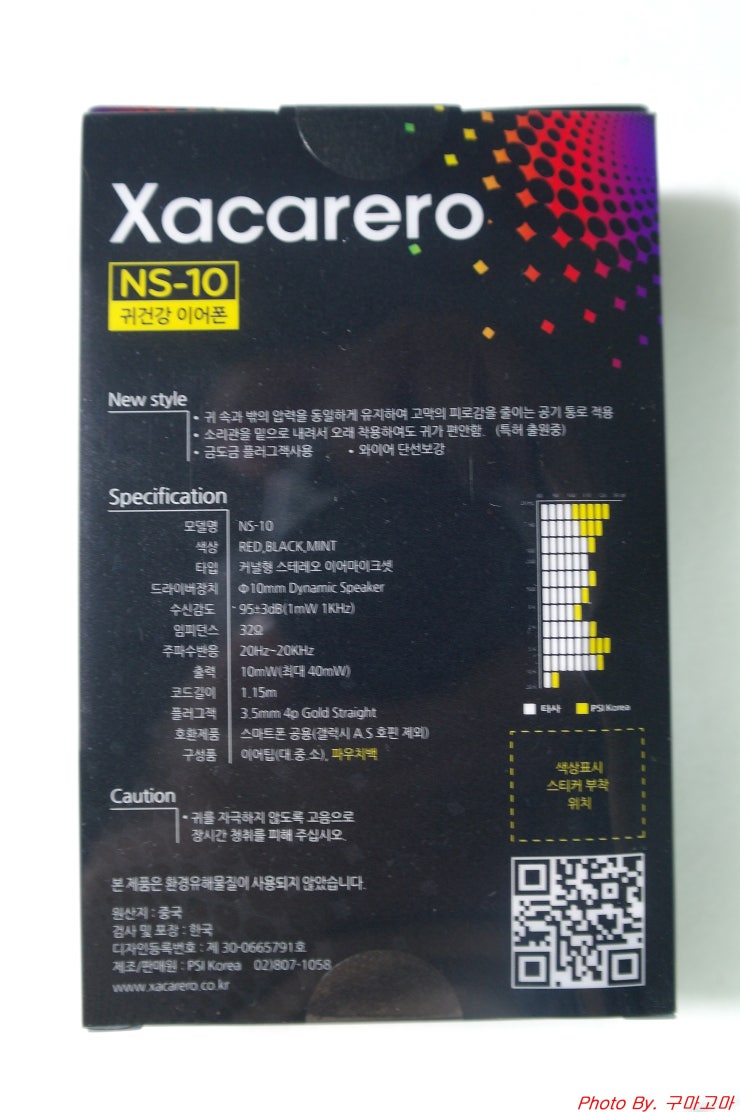 Xacarero
NS-10
귀건강 이어폰
New style
• 귀 속과 밖의 압력을 동일하게 유지하여 고막의 피로감을 줄이는 공기 통로 적용
• 소리관을 밑으로 내려서 오래 착용하여도 귀가 편안함. (특허 출원중)
• 금도금 플러그잭사용 • 와이어 단선보강
Specification
모델명 NS-10
색상 RED,BLACK,MINT
타입 커널형 스테레오 이어마이크셋
드라이버장치 Φ10mm Dynamic Speaker
수신감도 95±3dB(1mW 1KHz)
임피던스 32Ω
주파수반응 20Hz~20KHz
출력 10mW(최대 40mW)
코드길이 1.15m
플러그잭 3.5mm 4p Gold Straight
호환제품 스마트폰 공용(갤럭시 A.S 호핀 제외)
구성품 이어팁(대.중.소), 파우치백
타사 PSI Korea
색상표시
스티커 부착
위치
Caution
• 귀를 자극하지 않도록 고음으로
장시간 청취를 피해 주십시오.
본 제품은 환경유해물질이 사용되지 않았습니다.
원산지 : 중국
검사 및 포장 : 한국
디자인등록번호 : 제 30-0665791호
제조/판매원 : PSI Korea 02)807-1058
www.xacarero.co.kr
Photo By. 구마고마